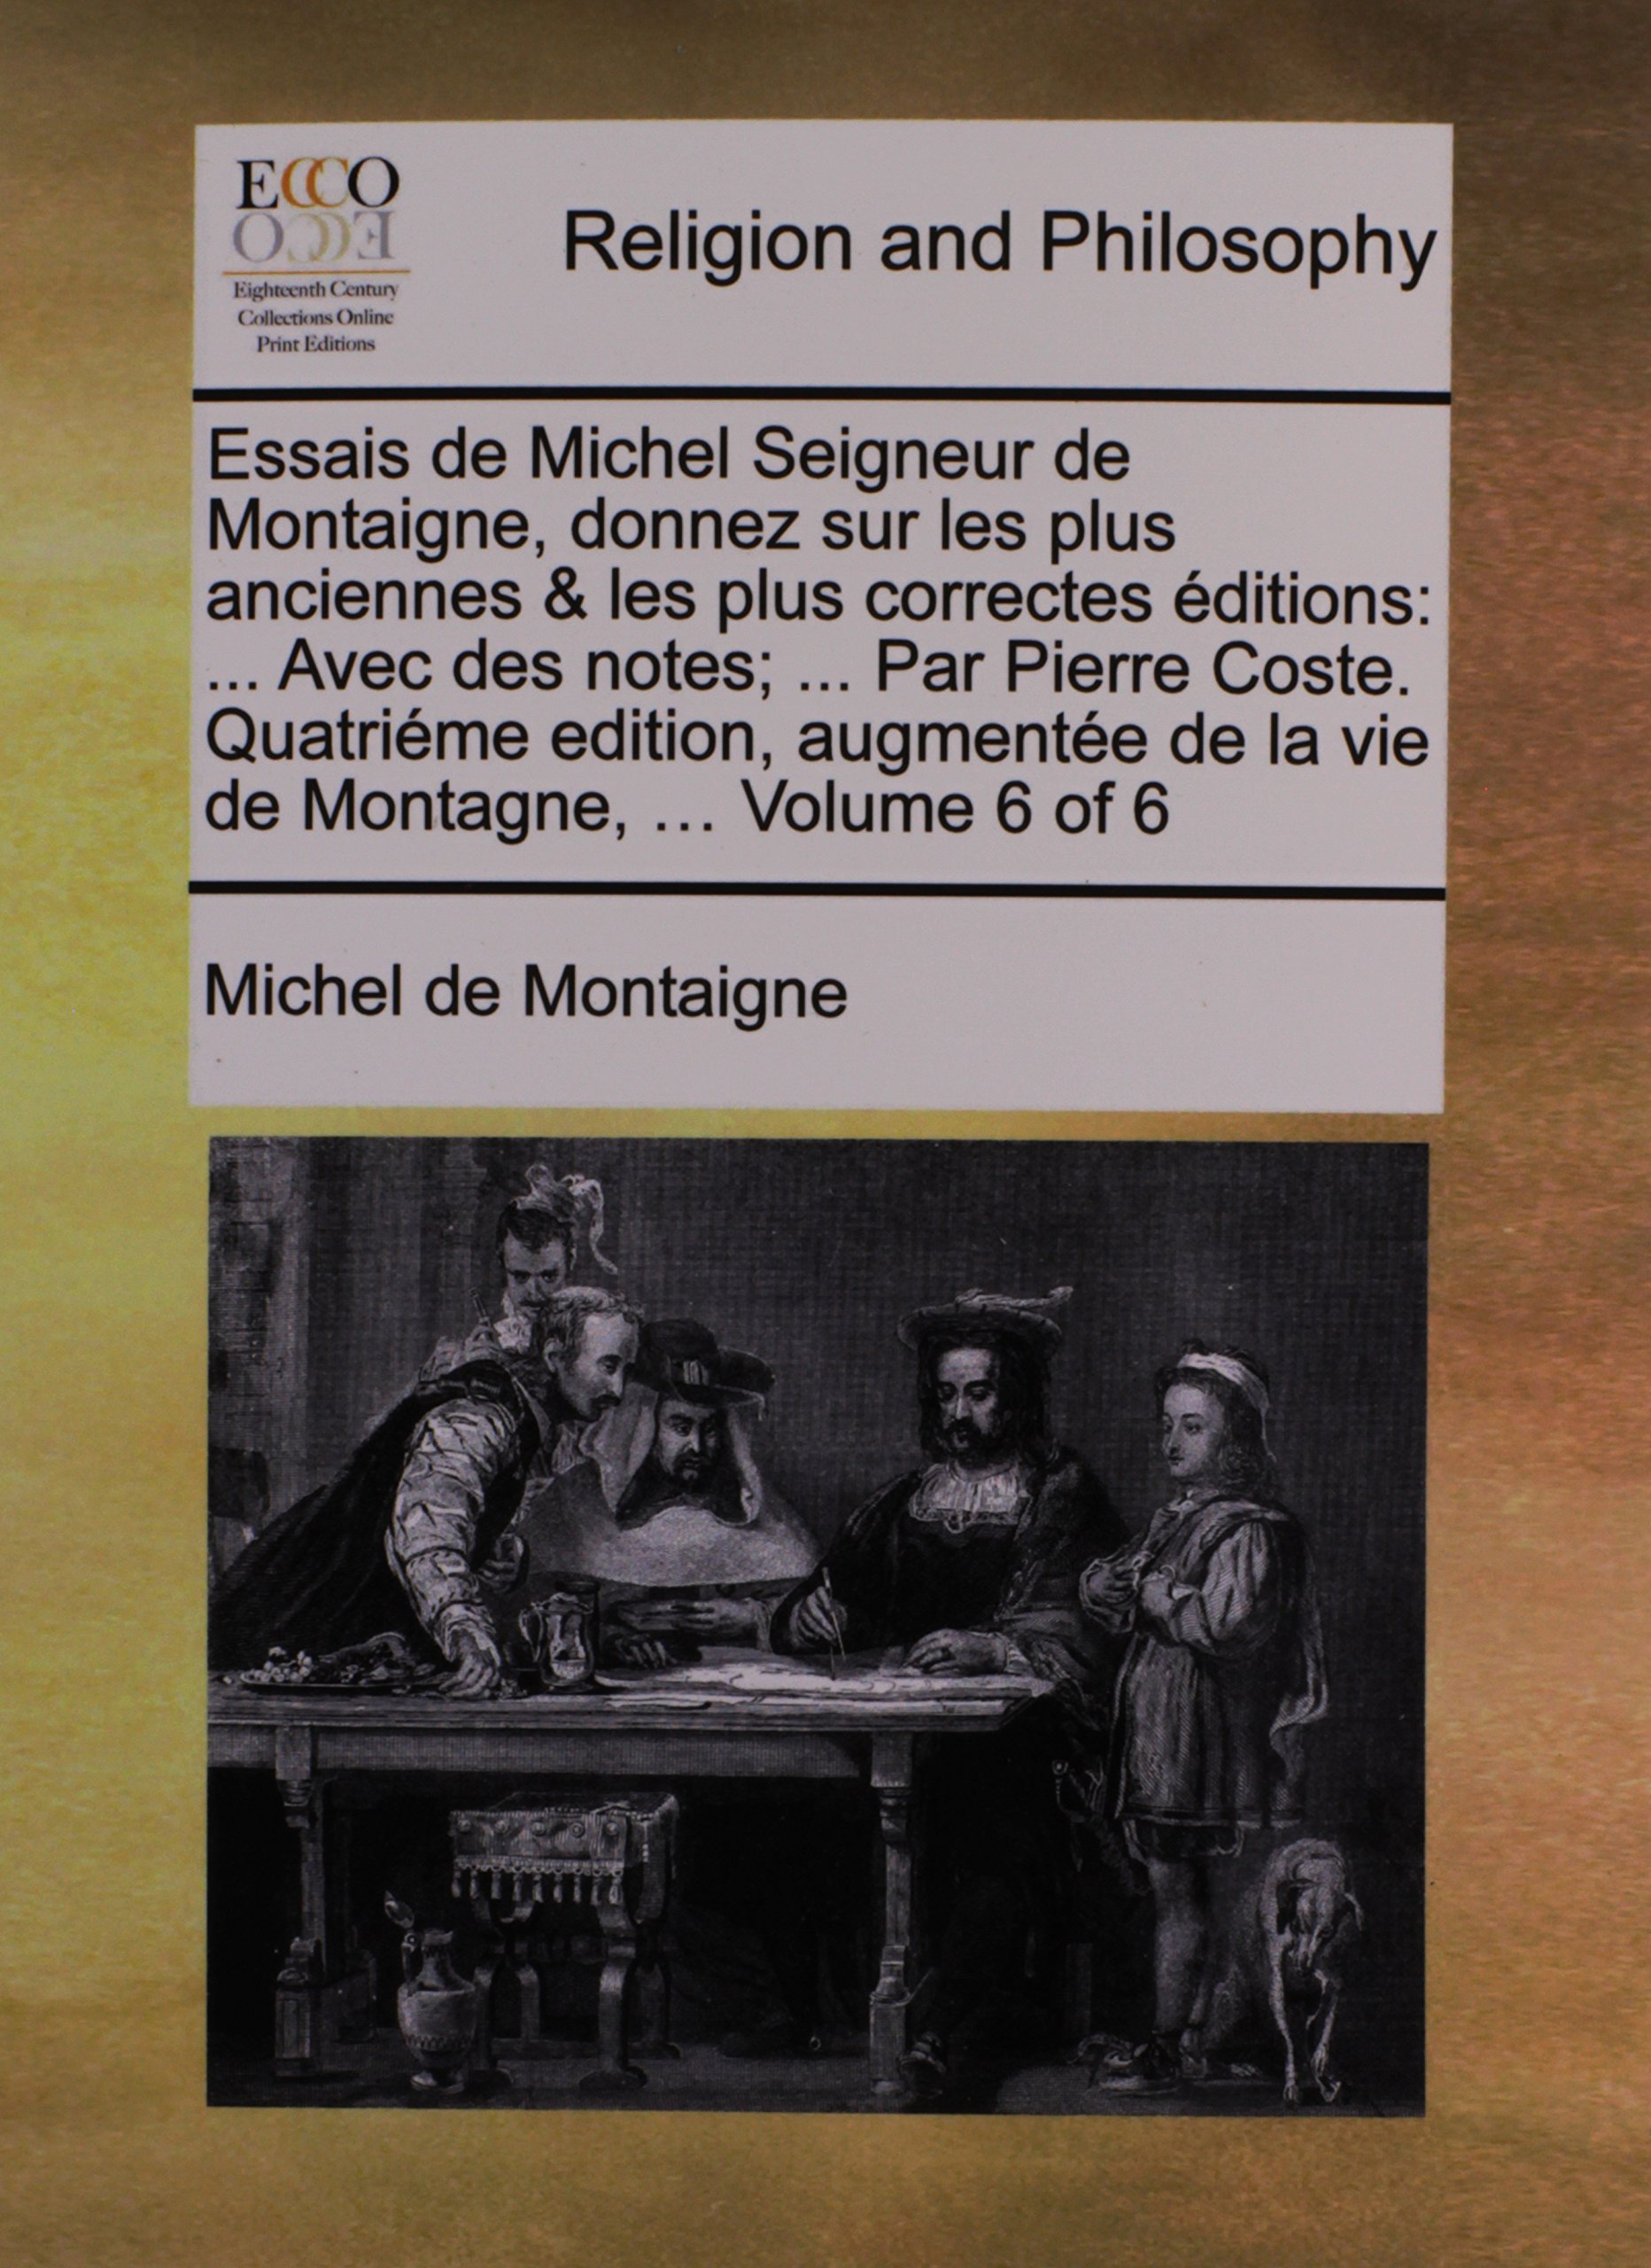 ECCO
Religion and Philosophy
Eighteenth Century
Collections Online
Print Editions
Essais de Michel Seigneur de
Montaigne, donnez sur les plus
anciennes & les plus correctes éditions:
... Avec des notes; ... Par Pierre Coste.
Quatriéme edition, augmentée de la vie
de Montagne, ... Volume 6 of 6
Michel de Montaigne